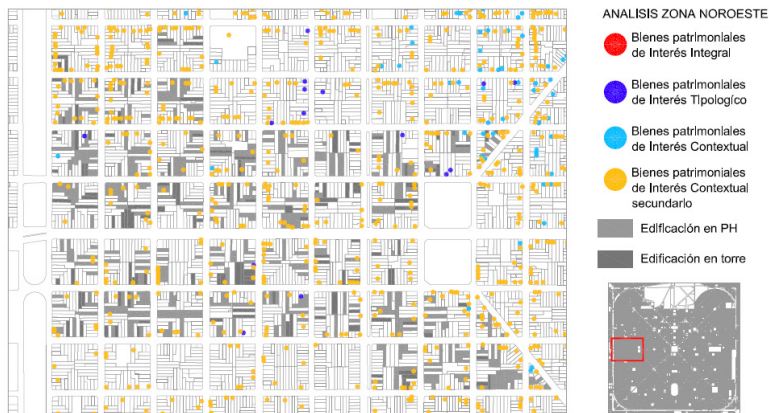 ANALISIS ZONA NOROESTE
Bienes patrimoniales
de Interés Integral
Bienes patrimoniales
de Interés Tipologíco
Bienes patrimoniales
de Interés Contextual
Bienes patrimoniales
de Interés Contextual
secundario
Edificación en PH
Edificación en torre